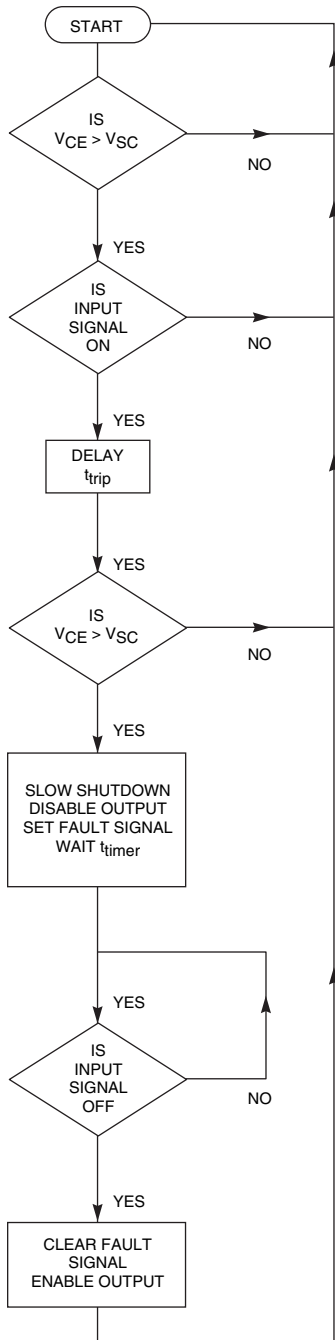 START
IS
VCE > VSC
NO
YES
IS
INPUT
SIGNAL
ON
NO
YES
DELAY
ttrip
YES
IS
VCE > VSC
NO
YES
SLOW SHUTDOWN
DISABLE OUTPUT
SET FAULT SIGNAL
WAIT ttimer
YES
IS
INPUT
SIGNAL
OFF
NO
YES
CLEAR FAULT
SIGNAL
ENABLE OUTPUT